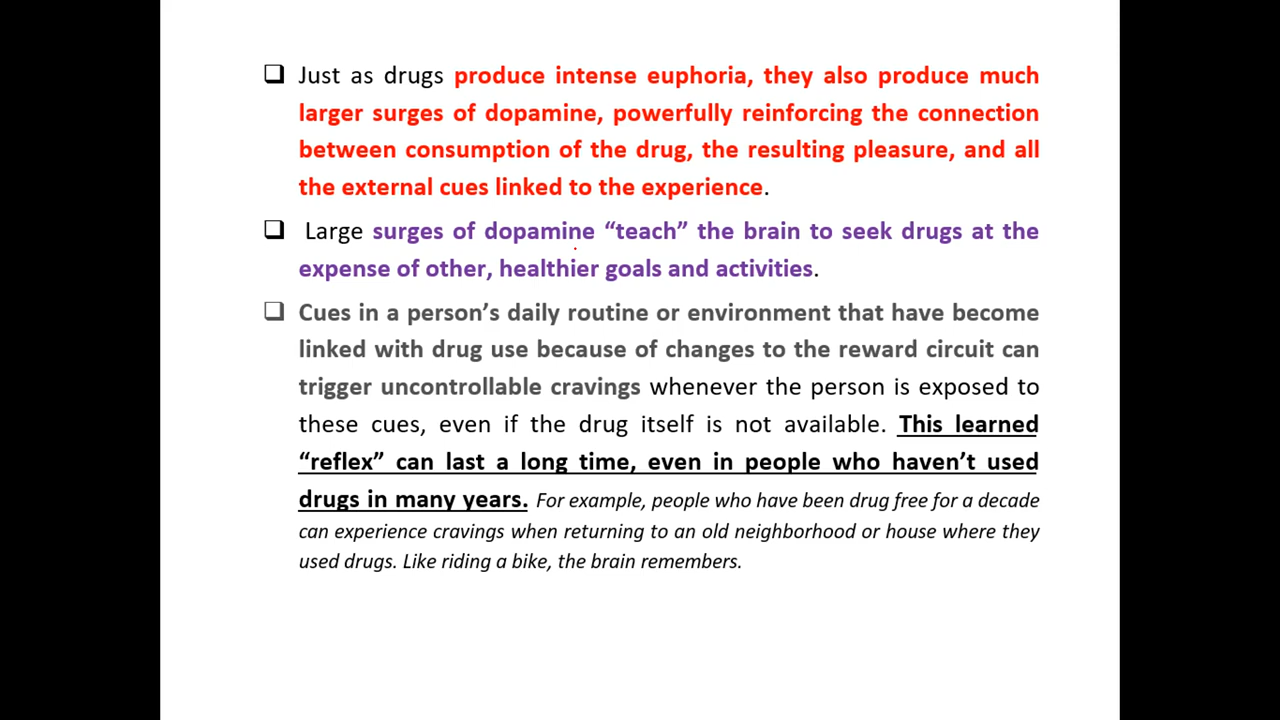 ❑ Just as drugs produce intense euphoria, they also produce much
larger surges of dopamine, powerfully reinforcing the connection
between consumption of the drug, the resulting pleasure, and all
the external cues linked to the experience.
❑ Large surges of dopamine “teach” the brain to seek drugs at the
expense of other, healthier goals and activities.
❑ Cues in a person’s daily routine or environment that have become
linked with drug use because of changes to the reward circuit can
trigger uncontrollable cravings whenever the person is exposed to
these cues, even if the drug itself is not available. This learned
“reflex” can last a long time, even in people who haven’t used
drugs in many years. For example, people who have been drug free for a decade
can experience cravings when returning to an old neighborhood or house where they
used drugs. Like riding a bike, the brain remembers.